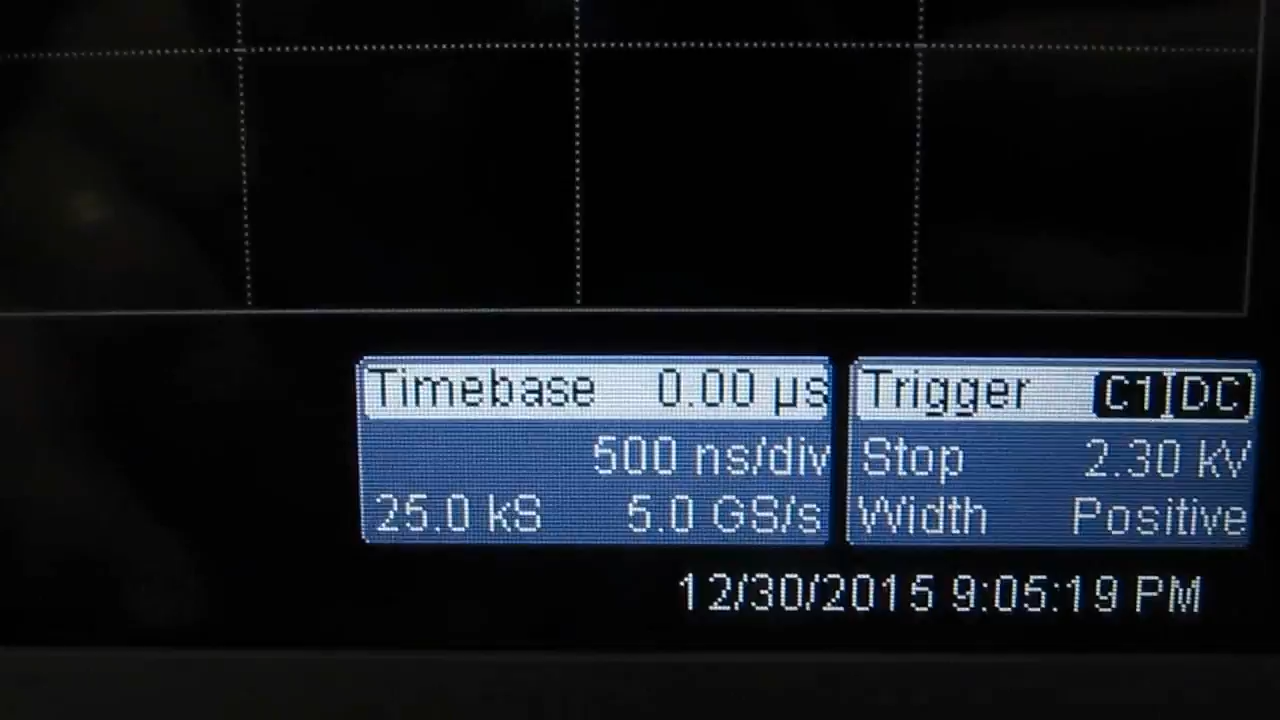 Timebase 0.00 µs
500 ns/div
25.0 kS 5.0 GS/s
Trigger C1 DC
Stop 2.30 kV
Width Positive
12/30/2015 9:05:19 PM